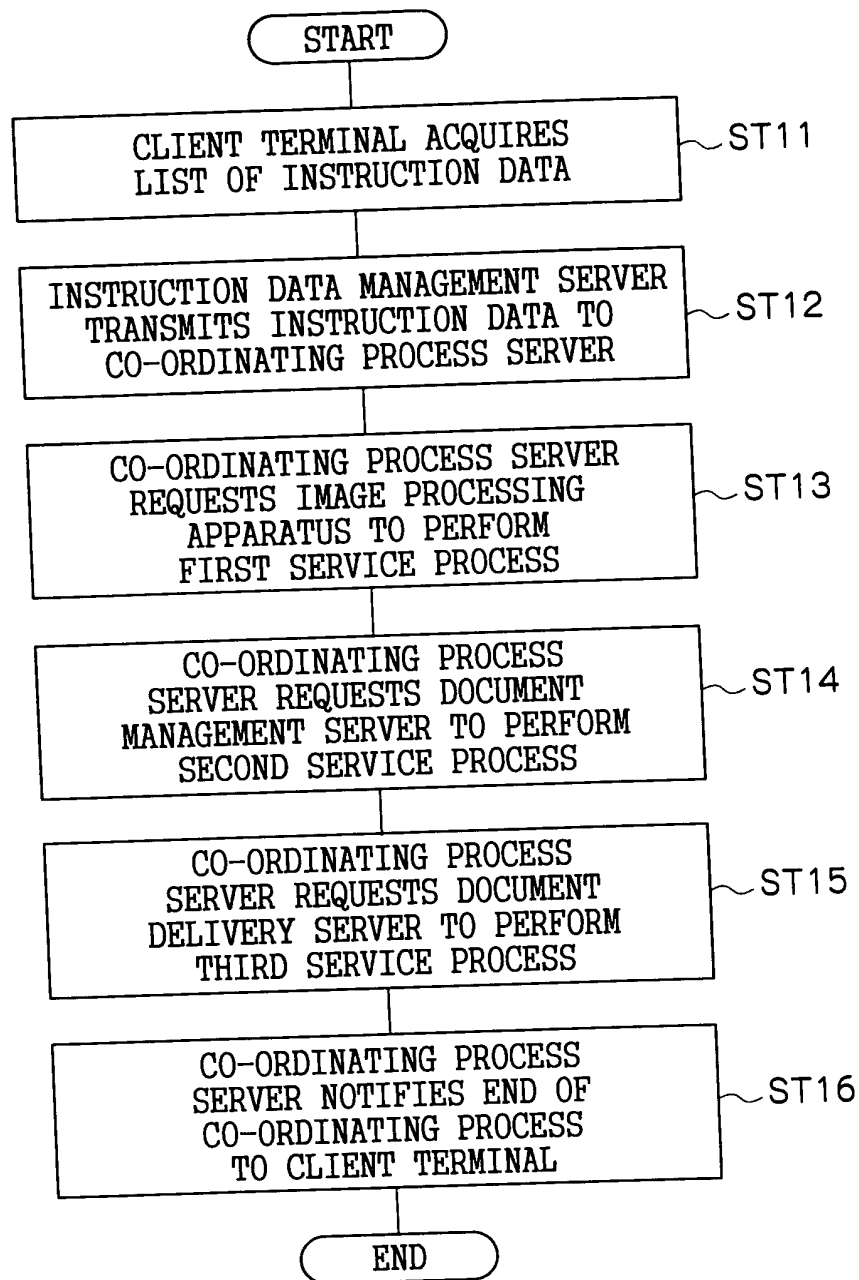 START
CLIENT TERMINAL ACQUIRES
LIST OF INSTRUCTION DATA
ST11
INSTRUCTION DATA MANAGEMENT SERVER
TRANSMITS INSTRUCTION DATA TO
CO-ORDINATING PROCESS SERVER
ST12
CO-ORDINATING PROCESS SERVER
REQUESTS IMAGE PROCESSING
APPARATUS TO PERFORM
FIRST SERVICE PROCESS
ST13
CO-ORDINATING PROCESS
SERVER REQUESTS DOCUMENT
MANAGEMENT SERVER TO PERFORM
SECOND SERVICE PROCESS
ST14
CO-ORDINATING PROCESS
SERVER REQUESTS DOCUMENT
DELIVERY SERVER TO PERFORM
THIRD SERVICE PROCESS
ST15
CO-ORDINATING PROCESS
SERVER NOTIFIES END OF
CO-ORDINATING PROCESS
TO CLIENT TERMINAL
ST16
END